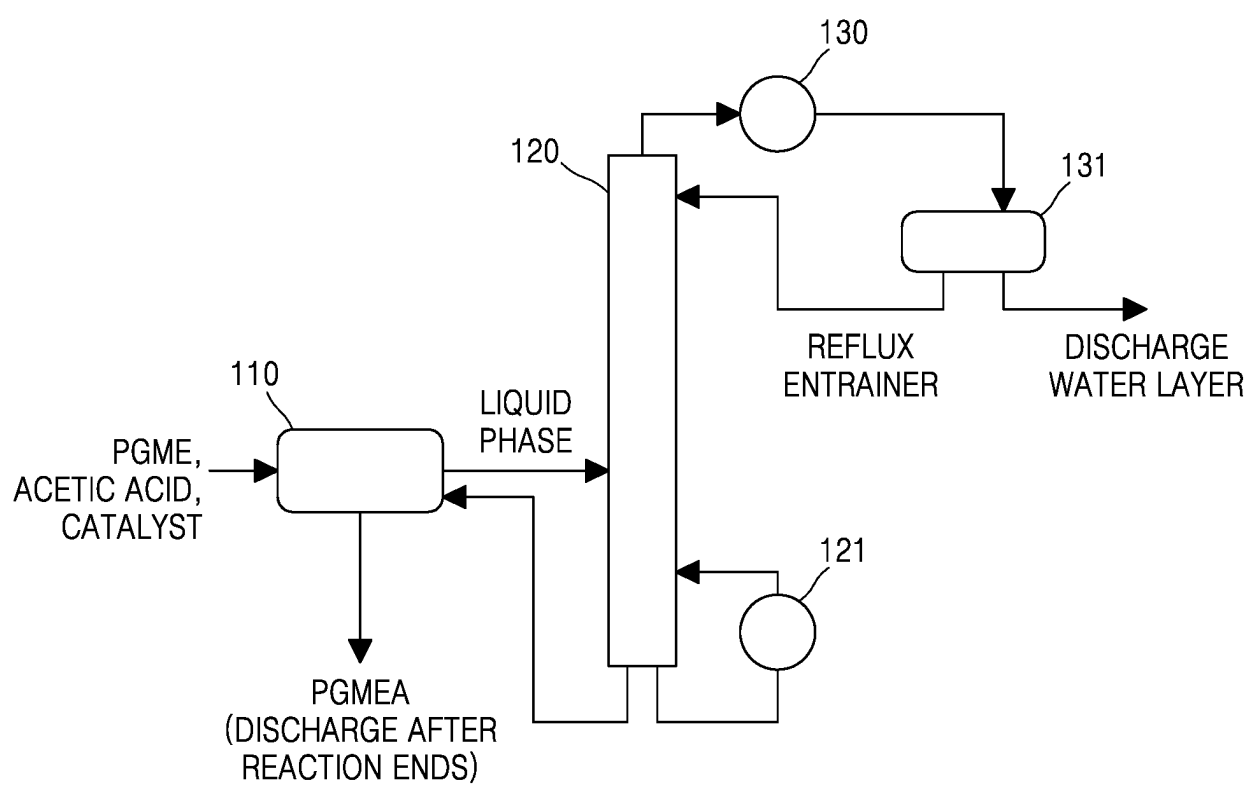 130
120
131
REFLUX
ENTRAINER
DISCHARGE
WATER LAYER
110
LIQUID
PHASE
PGME,
ACETIC ACID,
CATALYST
121
PGMEA
(DISCHARGE AFTER
REACTION ENDS)